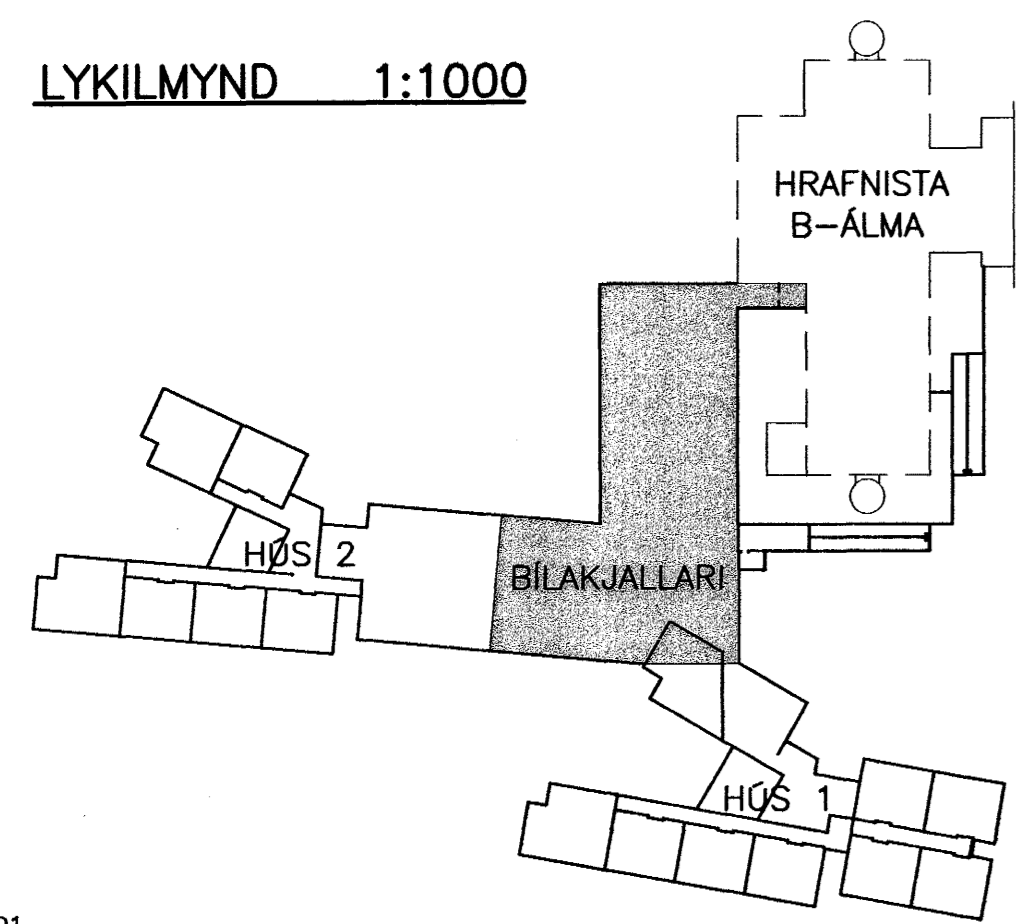 LYKILMYND 1:1000
HRAFNISTA
B-ÁLMA
HÚS 2
BÍLAKJALLARI
HÚS 1